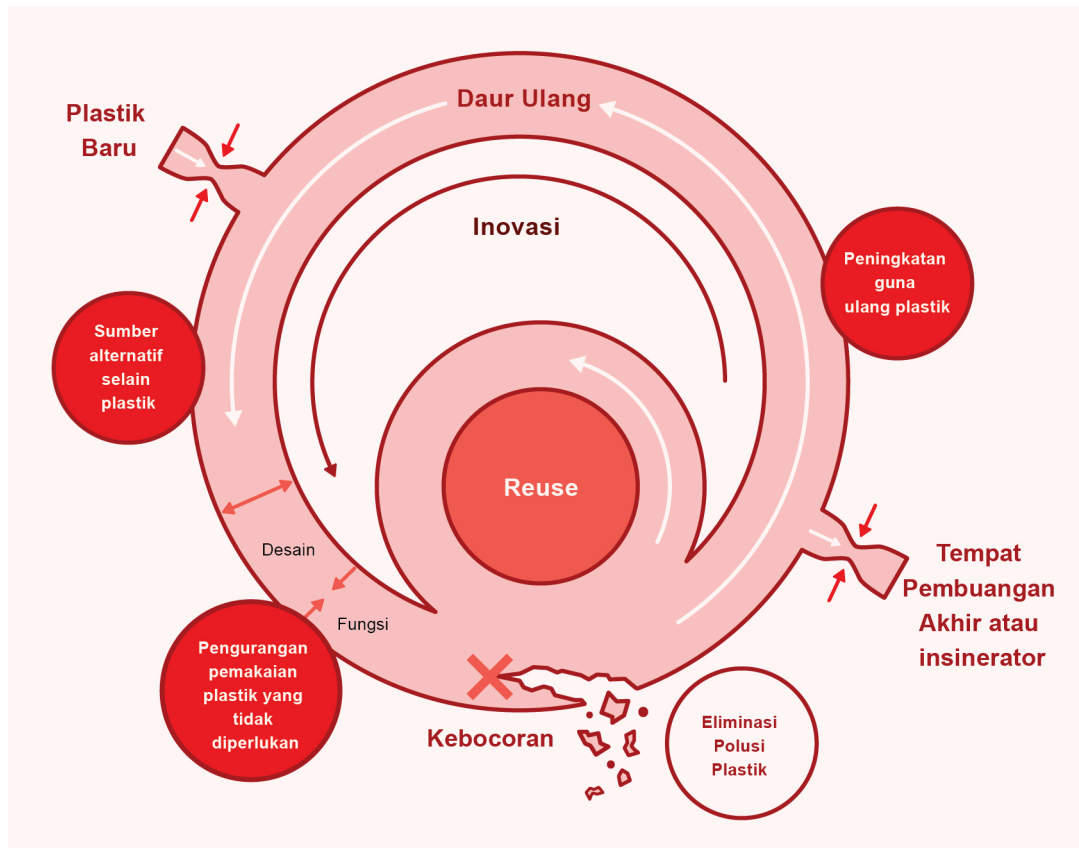 Daur Ulang
Plastik
Baru
Inovasi
Peningkatan
guna
ulang plastik
Sumber
alternatif
selain
plastik
Reuse
Desain
Fungsi
Tempat
Pembuangan
Akhir atau
insinerator
Pengurangan
pemakaian
plastik yang
tidak
diperlukan
Kebocoran
Eliminasi
Polusi
Plastik